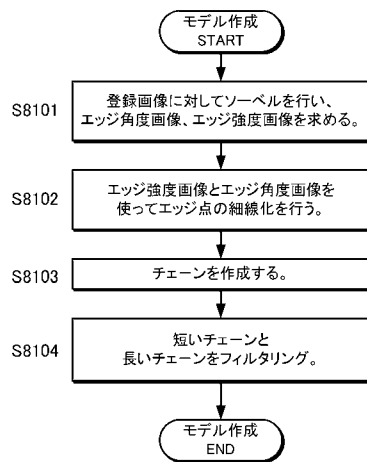 モデル作成
START
S8101
登録画像に対してソーベルを行い、
エッジ角度画像、エッジ強度画像を求める。
S8102
エッジ強度画像とエッジ角度画像を
使ってエッジ点の細線化を行う。
S8103
チェーンを作成する。
S8104
短いチェーンと
長いチェーンをフィルタリング。
モデル作成
END